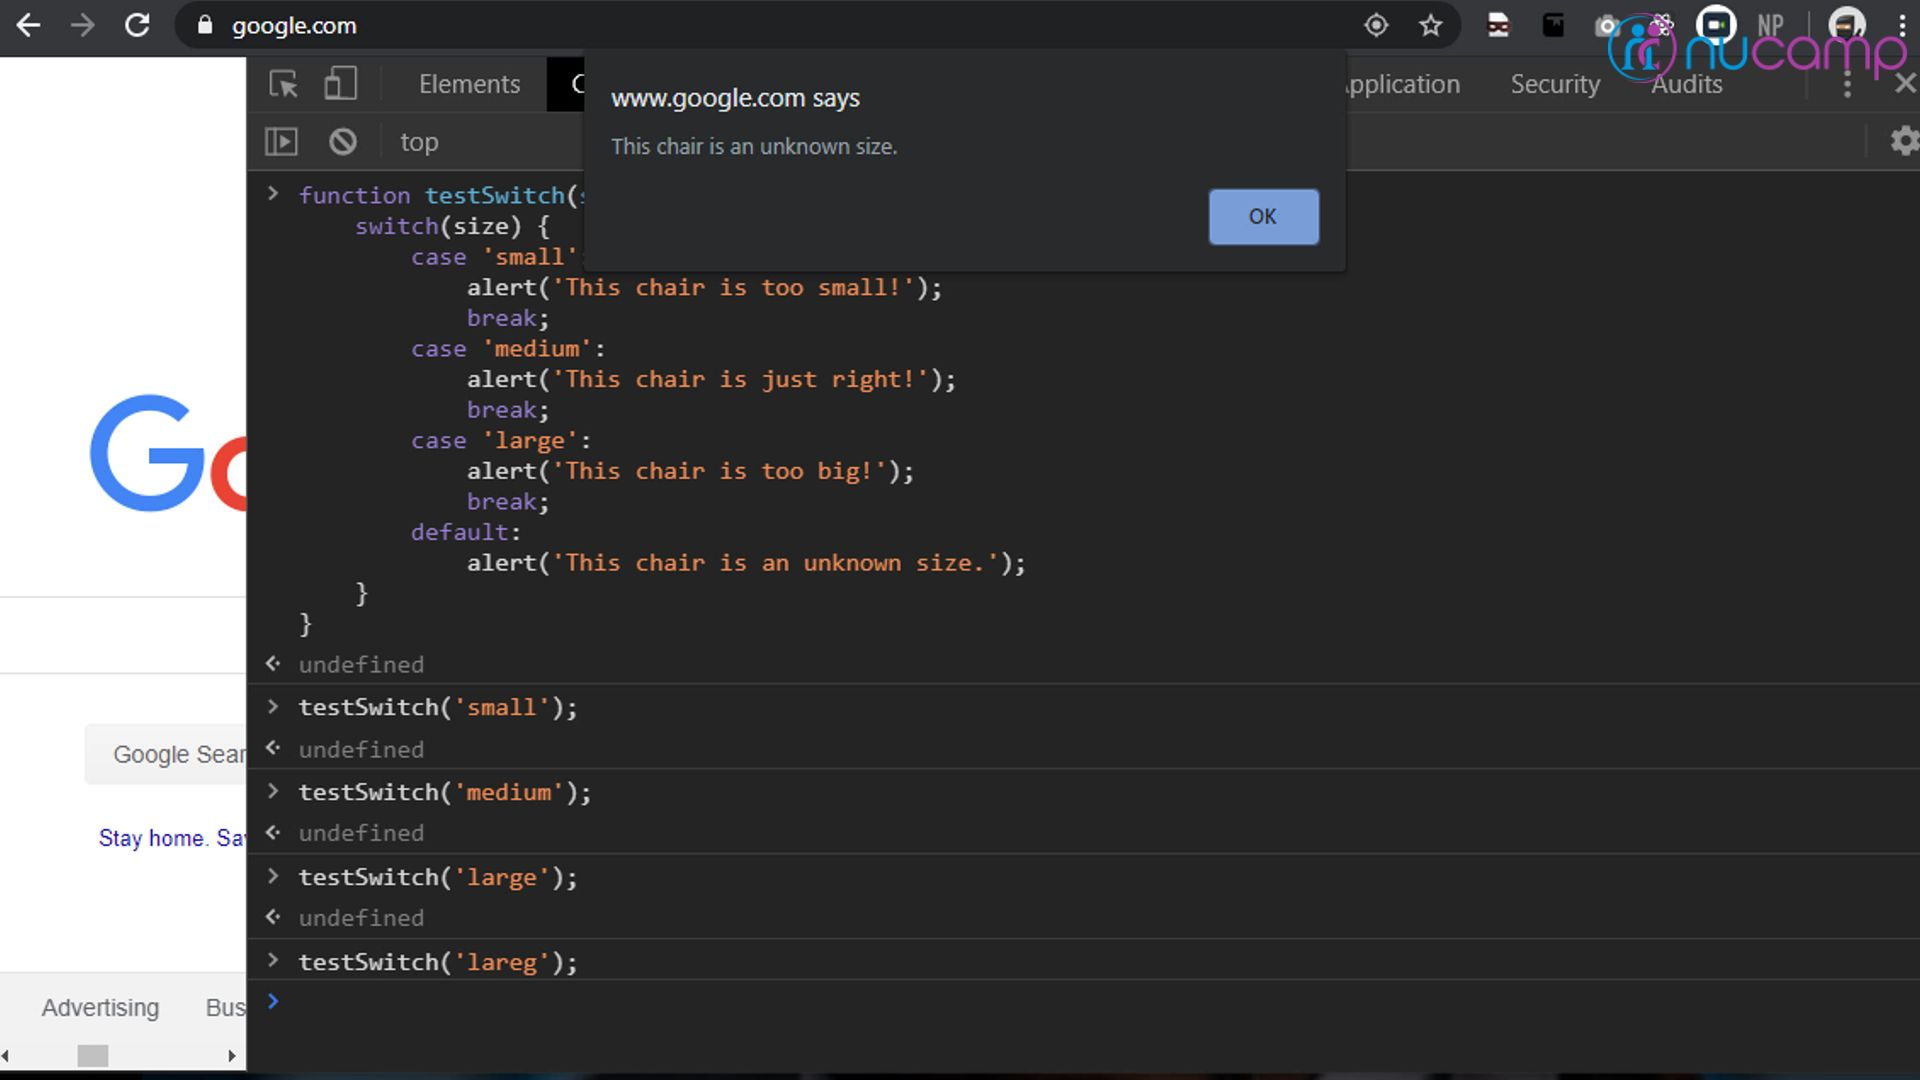 google.com
NP
nucamp
Elements
Application
Security
Audits
www.google.com says
This chair is an unknown size.
OK
top
function testSwitch(
switch(size) {
case 'small':
alert('This chair is too small!');
break;
case 'medium':
alert('This chair is just right!');
break;
case 'large':
alert('This chair is too big!');
break;
default:
alert('This chair is an unknown size.');
}
}
undefined
testSwitch('small');
undefined
testSwitch('medium');
undefined
testSwitch('large');
undefined
testSwitch('lareg');
Google Sear
Stay home. Sav
Advertising
Bus